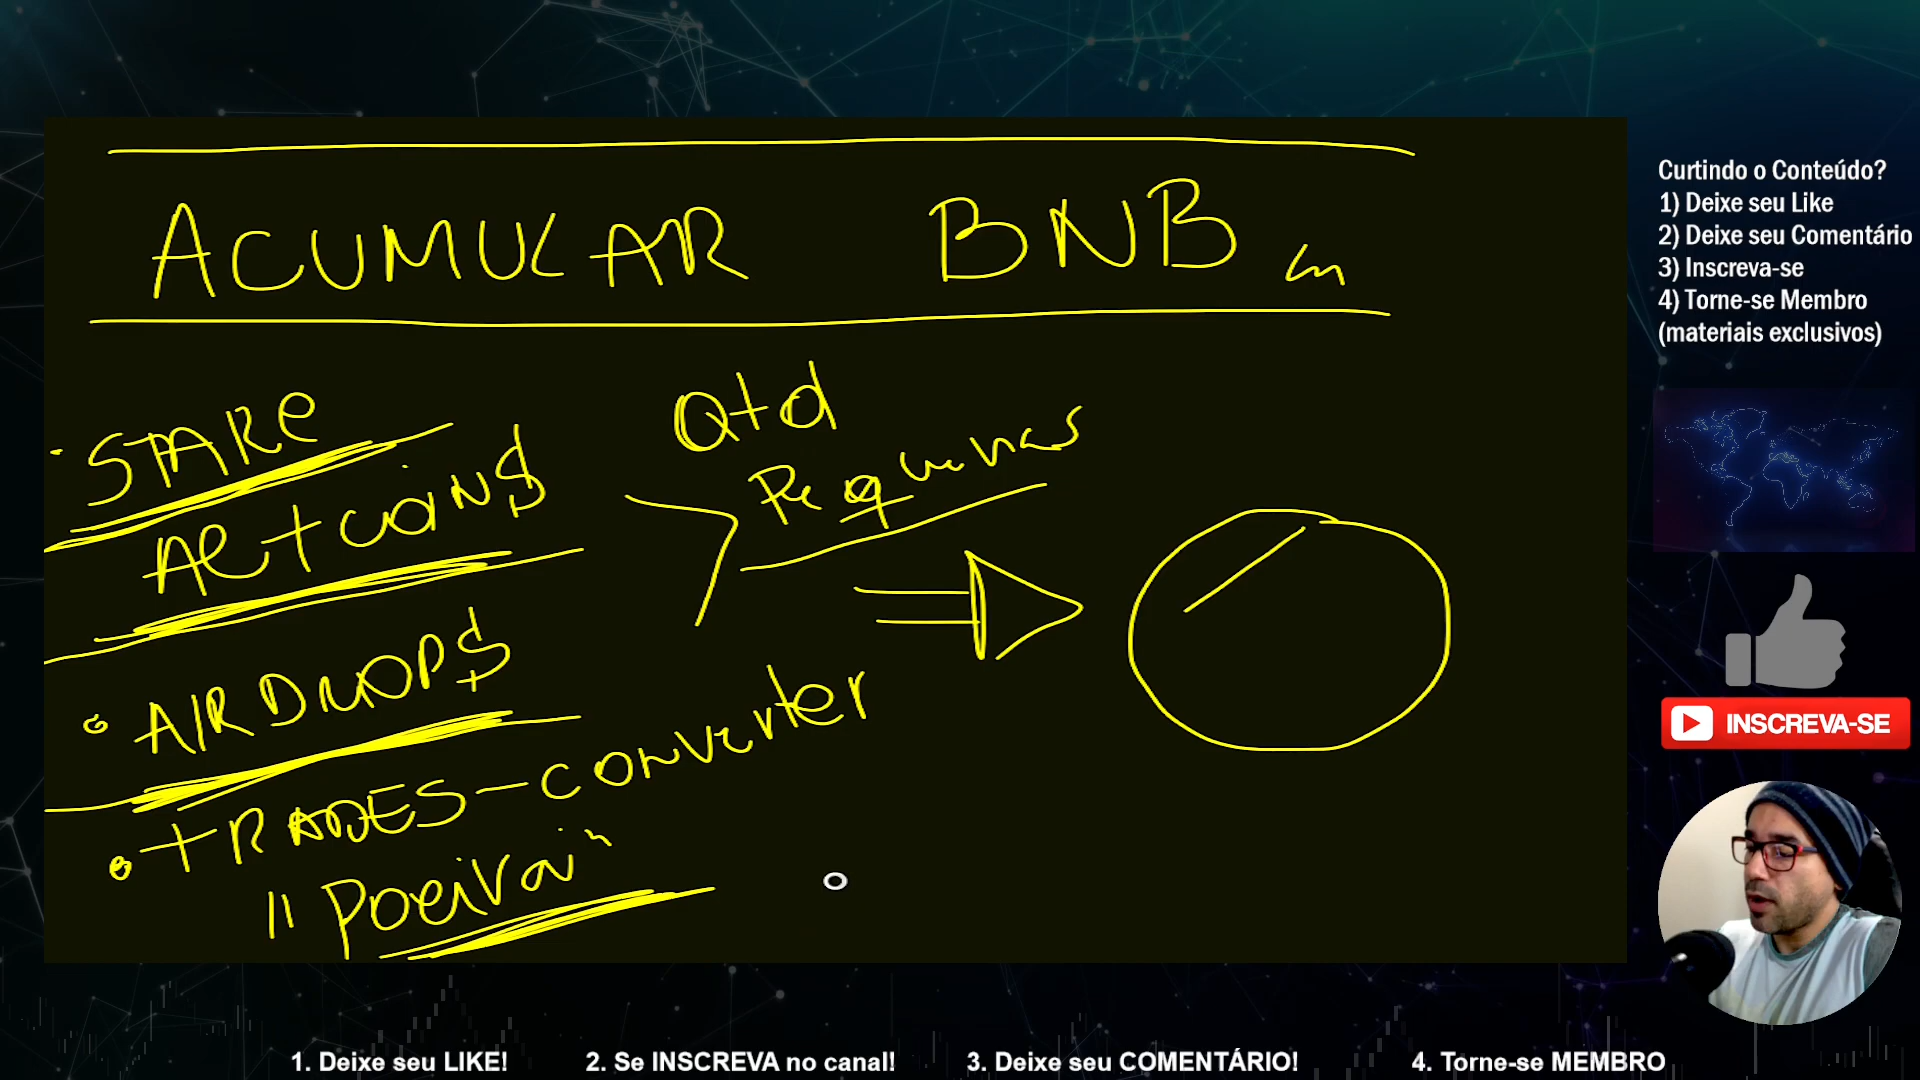 ACUMULAR BNB
Qtd
Pequenas
STAKE
ALTCOINS
AIRDROPS
TRADES - converter
"Poeira"
Curtindo o Conteúdo?
1) Deixe seu Like
2) Deixe seu Comentário
3) Inscreva-se
4) Torne-se Membro
(materiais exclusivos)
INSCREVA-SE
1. Deixe seu LIKE! 2. Se INSCREVA no canal! 3. Deixe seu COMENTÁRIO! 4. Torne-se MEMBRO